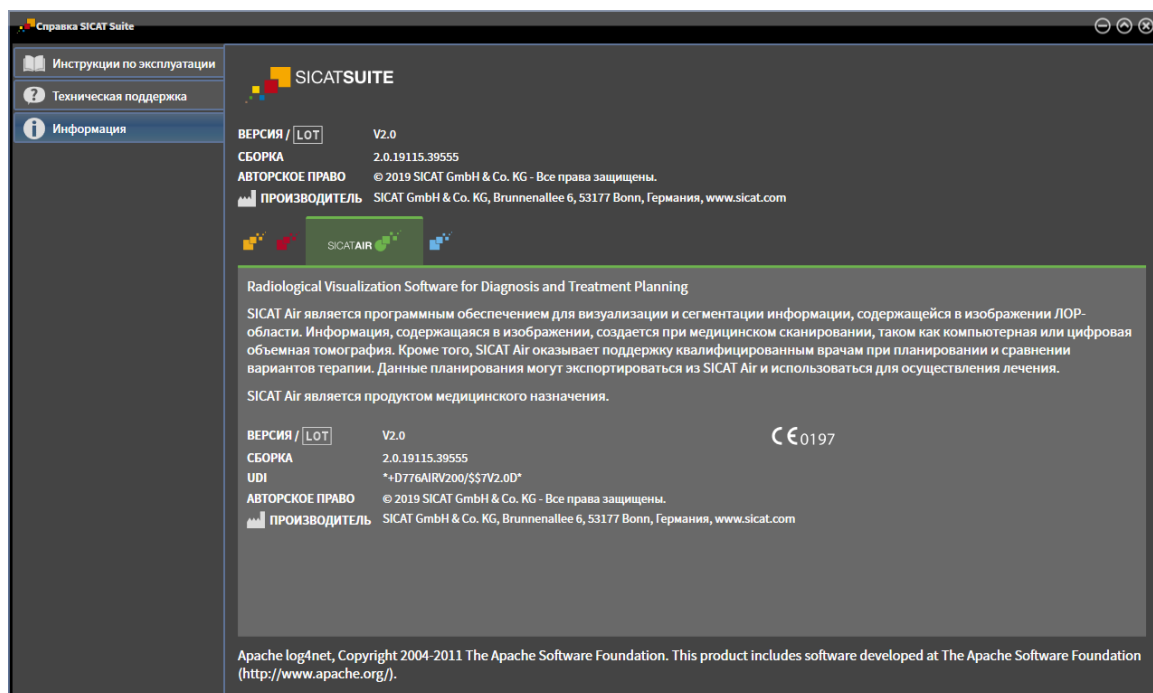 Справка SICAT Suite
Инструкции по эксплуатации
Техническая поддержка
Информация
SICATSUITE
ВЕРСИЯ / LOT V2.0
СБОРКА 2.0.19115.39555
АВТОРСКОЕ ПРАВО © 2019 SICAT GmbH & Co. KG - Все права защищены.
ПРОИЗВОДИТЕЛЬ SICAT GmbH & Co. KG, Brunnenallee 6, 53177 Bonn, Германия, www.sicat.com
SICATAIR
Radiological Visualization Software for Diagnosis and Treatment Planning
SICAT Air является программным обеспечением для визуализации и сегментации информации, содержащейся в изображении ЛОР-
области. Информация, содержащаяся в изображении, создается при медицинском сканировании, таком как компьютерная или цифровая
объемная томография. Кроме того, SICAT Air оказывает поддержку квалифицированным врачам при планировании и сравнении
вариантов терапии. Данные планирования могут экспортироваться из SICAT Air и использоваться для осуществления лечения.
SICAT Air является продуктом медицинского назначения.
ВЕРСИЯ / LOT V2.0 CE0197
СБОРКА 2.0.19115.39555
UDI *+D776AIRV200/$$7V2.0D*
АВТОРСКОЕ ПРАВО © 2019 SICAT GmbH & Co. KG - Все права защищены.
ПРОИЗВОДИТЕЛЬ SICAT GmbH & Co. KG, Brunnenallee 6, 53177 Bonn, Германия, www.sicat.com
Apache log4net, Copyright 2004-2011 The Apache Software Foundation. This product includes software developed at The Apache Software Foundation
(http://www.apache.org/).